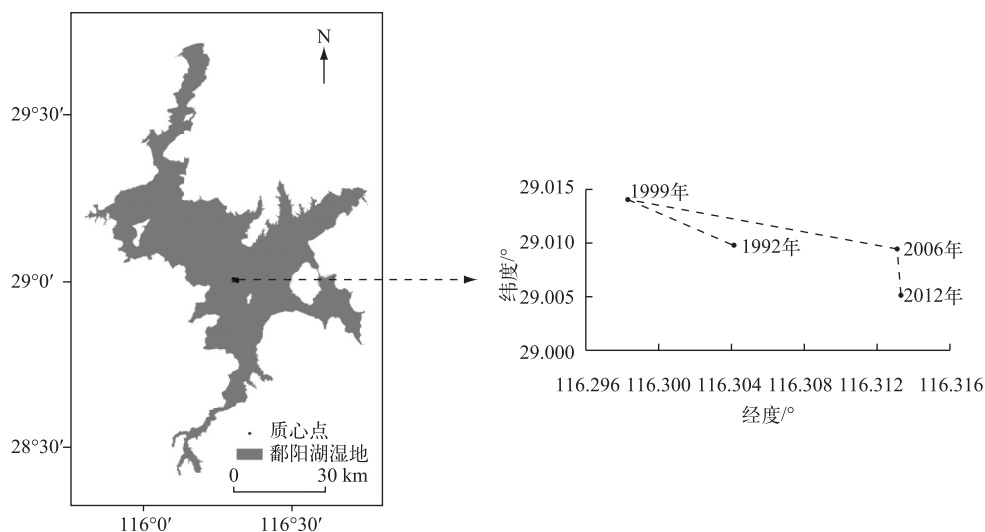 N
29°30′
29°0′
28°30′
质心点
鄱阳湖湿地
0 30 km
116°0′ 116°30′
29.015
29.010
29.005
29.000
纬度/°
1999年
1992年
2006年
2012年
116.296 116.300 116.304 116.308 116.312 116.316
经度/°